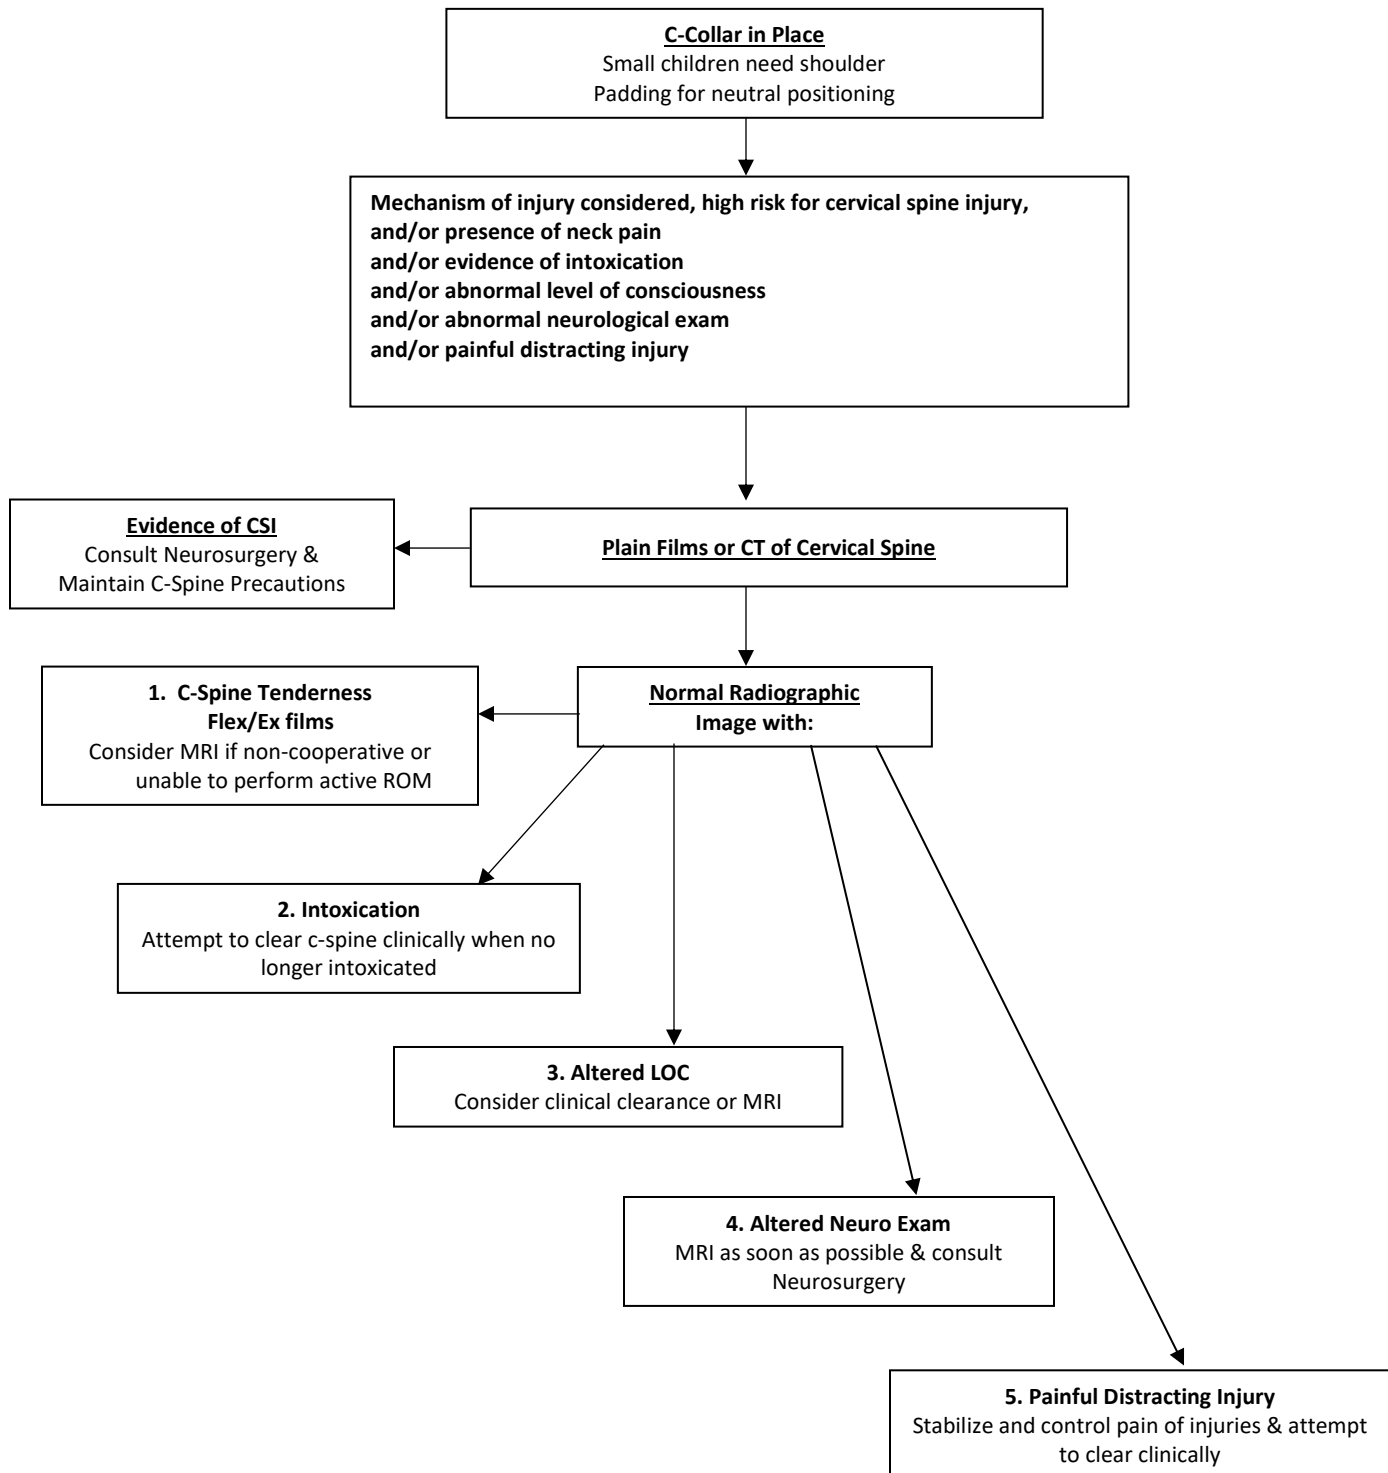 C-Collar in Place
Small children need shoulder
Padding for neutral positioning
Mechanism of injury considered, high risk for cervical spine injury,
and/or presence of neck pain
and/or evidence of intoxication
and/or abnormal level of consciousness
and/or abnormal neurological exam
and/or painful distracting injury
Evidence of CSI
Consult Neurosurgery &
Maintain C-Spine Precautions
Plain Films or CT of Cervical Spine
1. C-Spine Tenderness
Flex/Ex films
Consider MRI if non-cooperative or
unable to perform active ROM
Normal Radiographic
Image with:
2. Intoxication
Attempt to clear c-spine clinically when no
longer intoxicated
3. Altered LOC
Consider clinical clearance or MRI
4. Altered Neuro Exam
MRI as soon as possible & consult
Neurosurgery
5. Painful Distracting Injury
Stabilize and control pain of injuries & attempt
to clear clinically